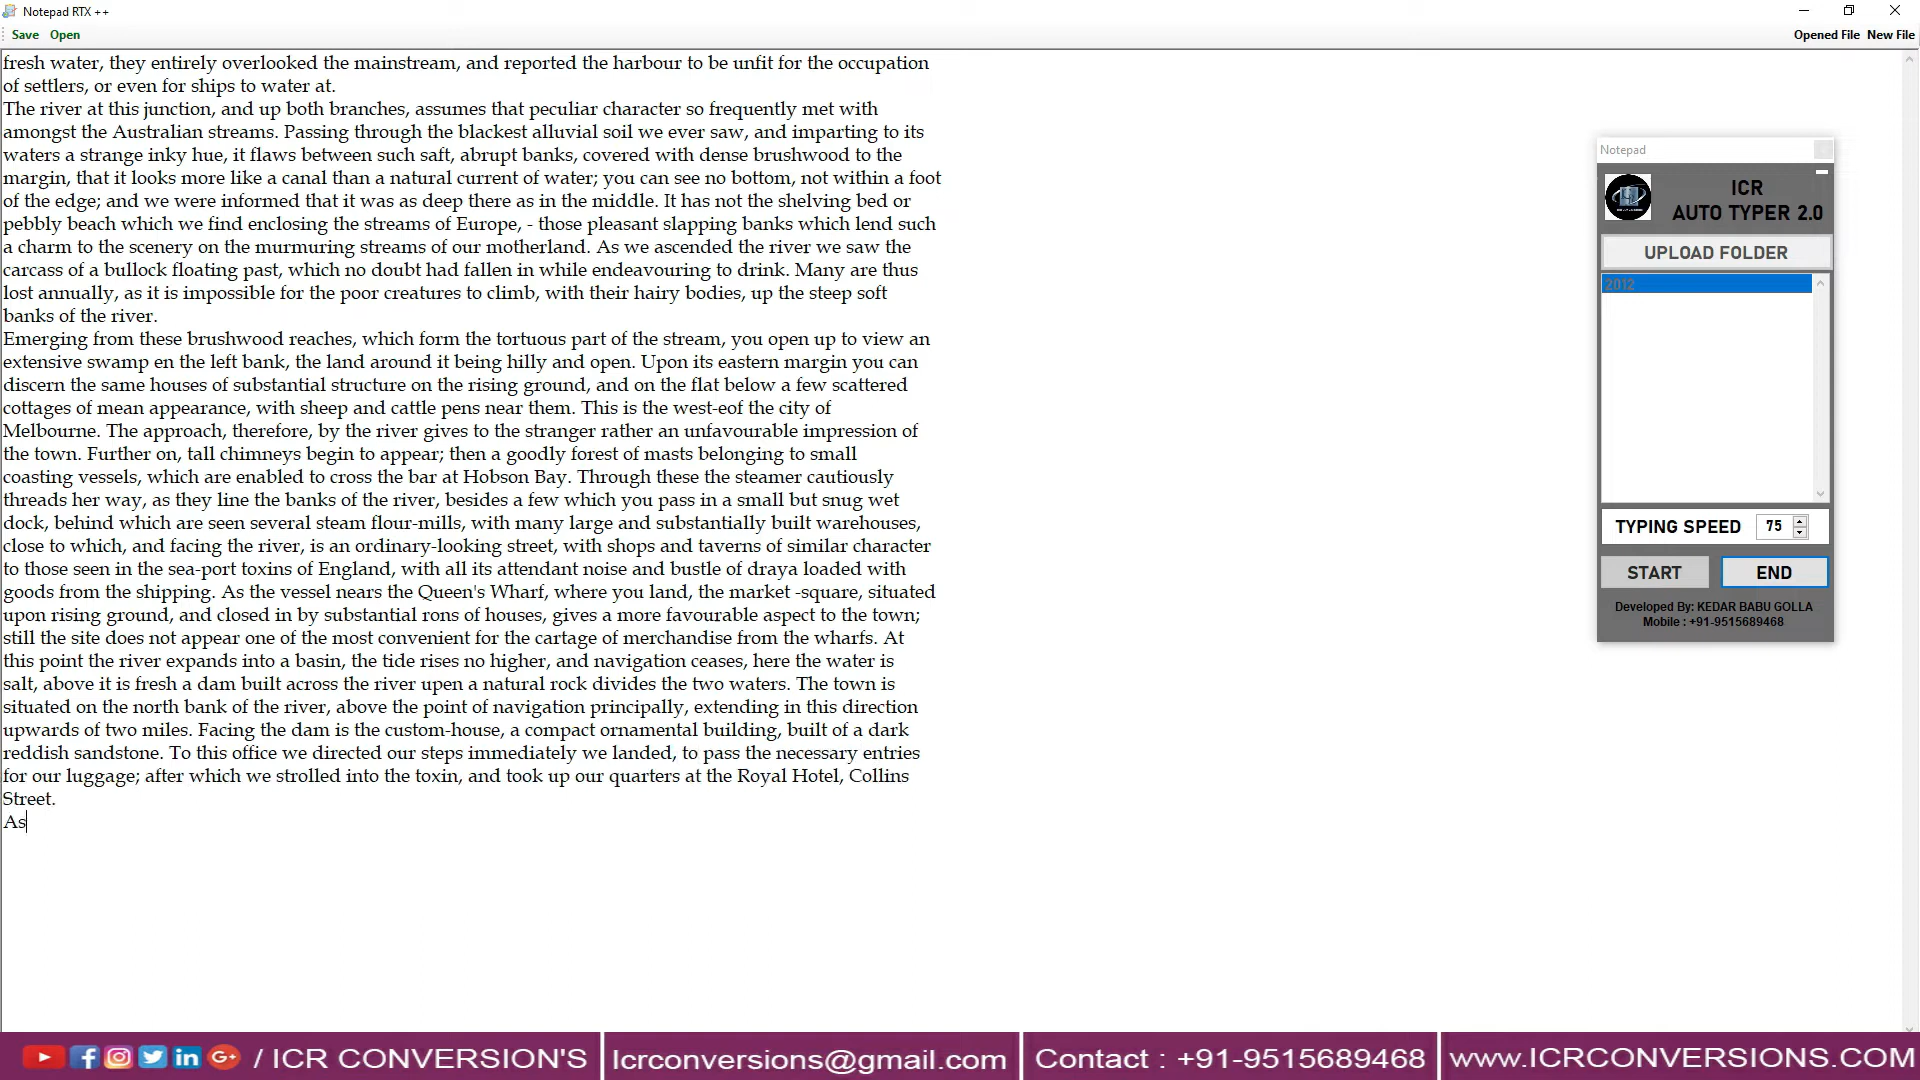 Notepad RTX ++
Save Open
Opened File New File
fresh water, they entirely overlooked the mainstream, and reported the harbour to be unfit for the occupation
of settlers, or even for ships to water at.
The river at this junction, and up both branches, assumes that peculiar character so frequently met with
amongst the Australian streams. Passing through the blackest alluvial soil we ever saw, and imparting to its
waters a strange inky hue, it flaws between such saft, abrupt banks, covered with dense brushwood to the
margin, that it looks more like a canal than a natural current of water; you can see no bottom, not within a foot
of the edge; and we were informed that it was as deep there as in the middle. It has not the shelving bed or
pebbly beach which we find enclosing the streams of Europe, - those pleasant slapping banks which lend such
a charm to the scenery on the murmuring streams of our motherland. As we ascended the river we saw the
carcass of a bullock floating past, which no doubt had fallen in while endeavouring to drink. Many are thus
lost annually, as it is impossible for the poor creatures to climb, with their hairy bodies, up the steep soft
banks of the river.
Emerging from these brushwood reaches, which form the tortuous part of the stream, you open up to view an
extensive swamp en the left bank, the land around it being hilly and open. Upon its eastern margin you can
discern the same houses of substantial structure on the rising ground, and on the flat below a few scattered
cottages of mean appearance, with sheep and cattle pens near them. This is the west-eof the city of
Melbourne. The approach, therefore, by the river gives to the stranger rather an unfavourable impression of
the town. Further on, tall chimneys begin to appear; then a goodly forest of masts belonging to small
coasting vessels, which are enabled to cross the bar at Hobson Bay. Through these the steamer cautiously
threads her way, as they line the banks of the river, besides a few which you pass in a small but snug wet
dock, behind which are seen several steam flour-mills, with many large and substantially built warehouses,
close to which, and facing the river, is an ordinary-looking street, with shops and taverns of similar character
to those seen in the sea-port toxins of England, with all its attendant noise and bustle of draya loaded with
goods from the shipping. As the vessel nears the Queen's Wharf, where you land, the market -square, situated
upon rising ground, and closed in by substantial rons of houses, gives a more favourable aspect to the town;
still the site does not appear one of the most convenient for the cartage of merchandise from the wharfs. At
this point the river expands into a basin, the tide rises no higher, and navigation ceases, here the water is
salt, above it is fresh a dam built across the river upen a natural rock divides the two waters. The town is
situated on the north bank of the river, above the point of navigation principally, extending in this direction
upwards of two miles. Facing the dam is the custom-house, a compact ornamental building, built of a dark
reddish sandstone. To this office we directed our steps immediately we landed, to pass the necessary entries
for our luggage; after which we strolled into the toxin, and took up our quarters at the Royal Hotel, Collins
Street.
As
Notepad
ICR
AUTO TYPER 2.0
UPLOAD FOLDER
2012
TYPING SPEED 75
START END
Developed By: KEDAR BABU GOLLA
Mobile : +91-9515689468
/ ICR CONVERSION'S Icrconversions@gmail.com Contact : +91-9515689468 www.ICRCONVERSIONS.COM